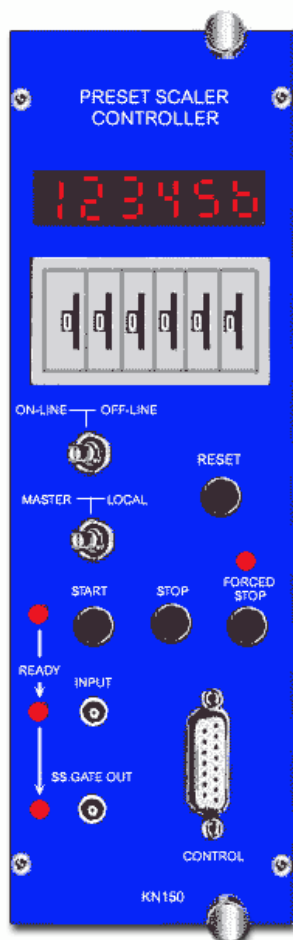 PRESET SCALER
CONTROLLER
123456
0 0 0 0 0 0
ON-LINE OFF-LINE
RESET
MASTER LOCAL
START STOP FORCED
STOP
READY
INPUT
SS.GATE OUT
CONTROL
KN150